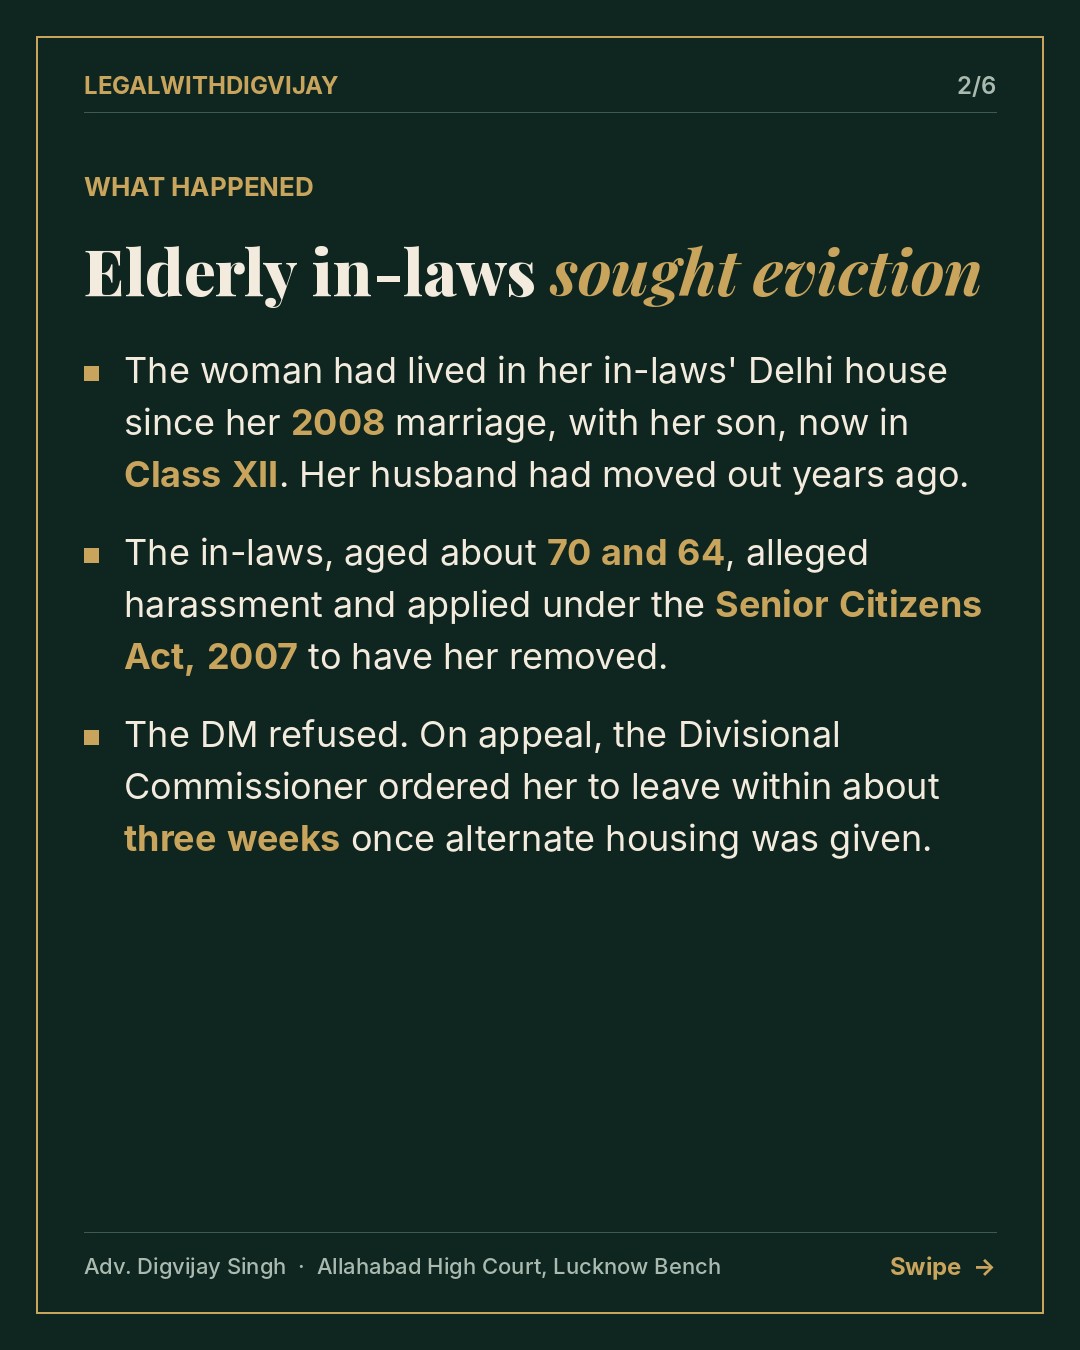 LEGALWITHDIGVIJAY
2/6
WHAT HAPPENED
Elderly in-laws sought eviction
The woman had lived in her in-laws' Delhi house
since her 2008 marriage, with her son, now in
Class XII. Her husband had moved out years ago.
The in-laws, aged about 70 and 64, alleged
harassment and applied under the Senior Citizens
Act, 2007 to have her removed.
The DM refused. On appeal, the Divisional
Commissioner ordered her to leave within about
three weeks once alternate housing was given.
Adv. Digvijay Singh · Allahabad High Court, Lucknow Bench
Swipe →